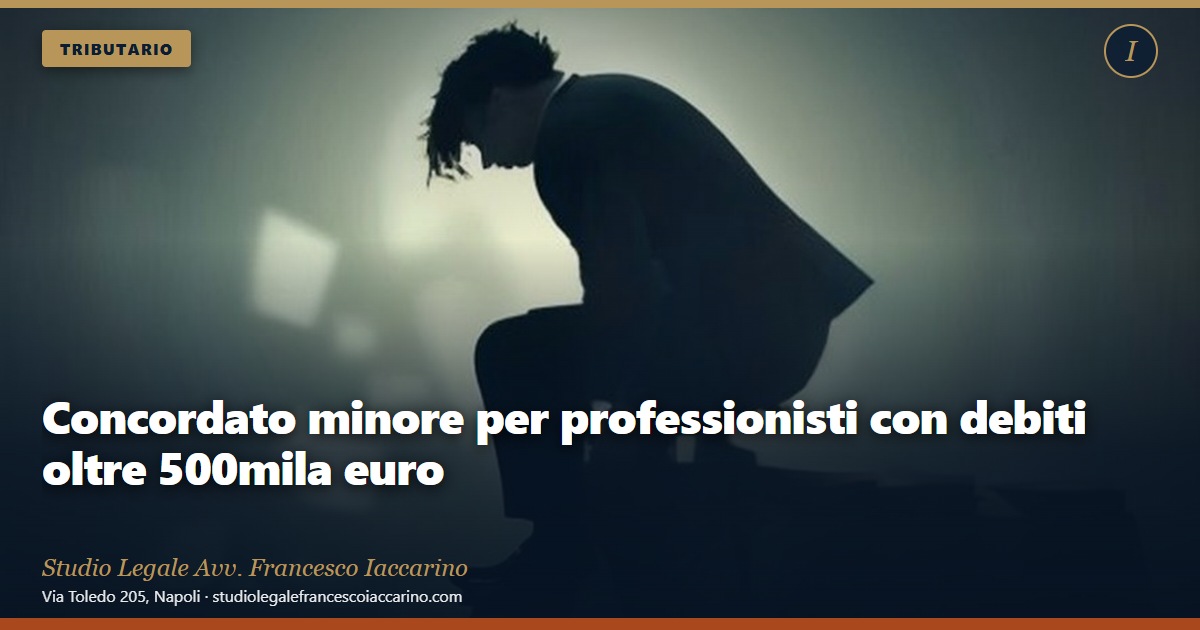 TRIBUTARIO
I
Concordato minore per professionisti con debiti
oltre 500mila euro
Studio Legale Avv. Francesco Iaccarino
Via Toledo 205, Napoli · studiolegalefrancescoiaccarino.com